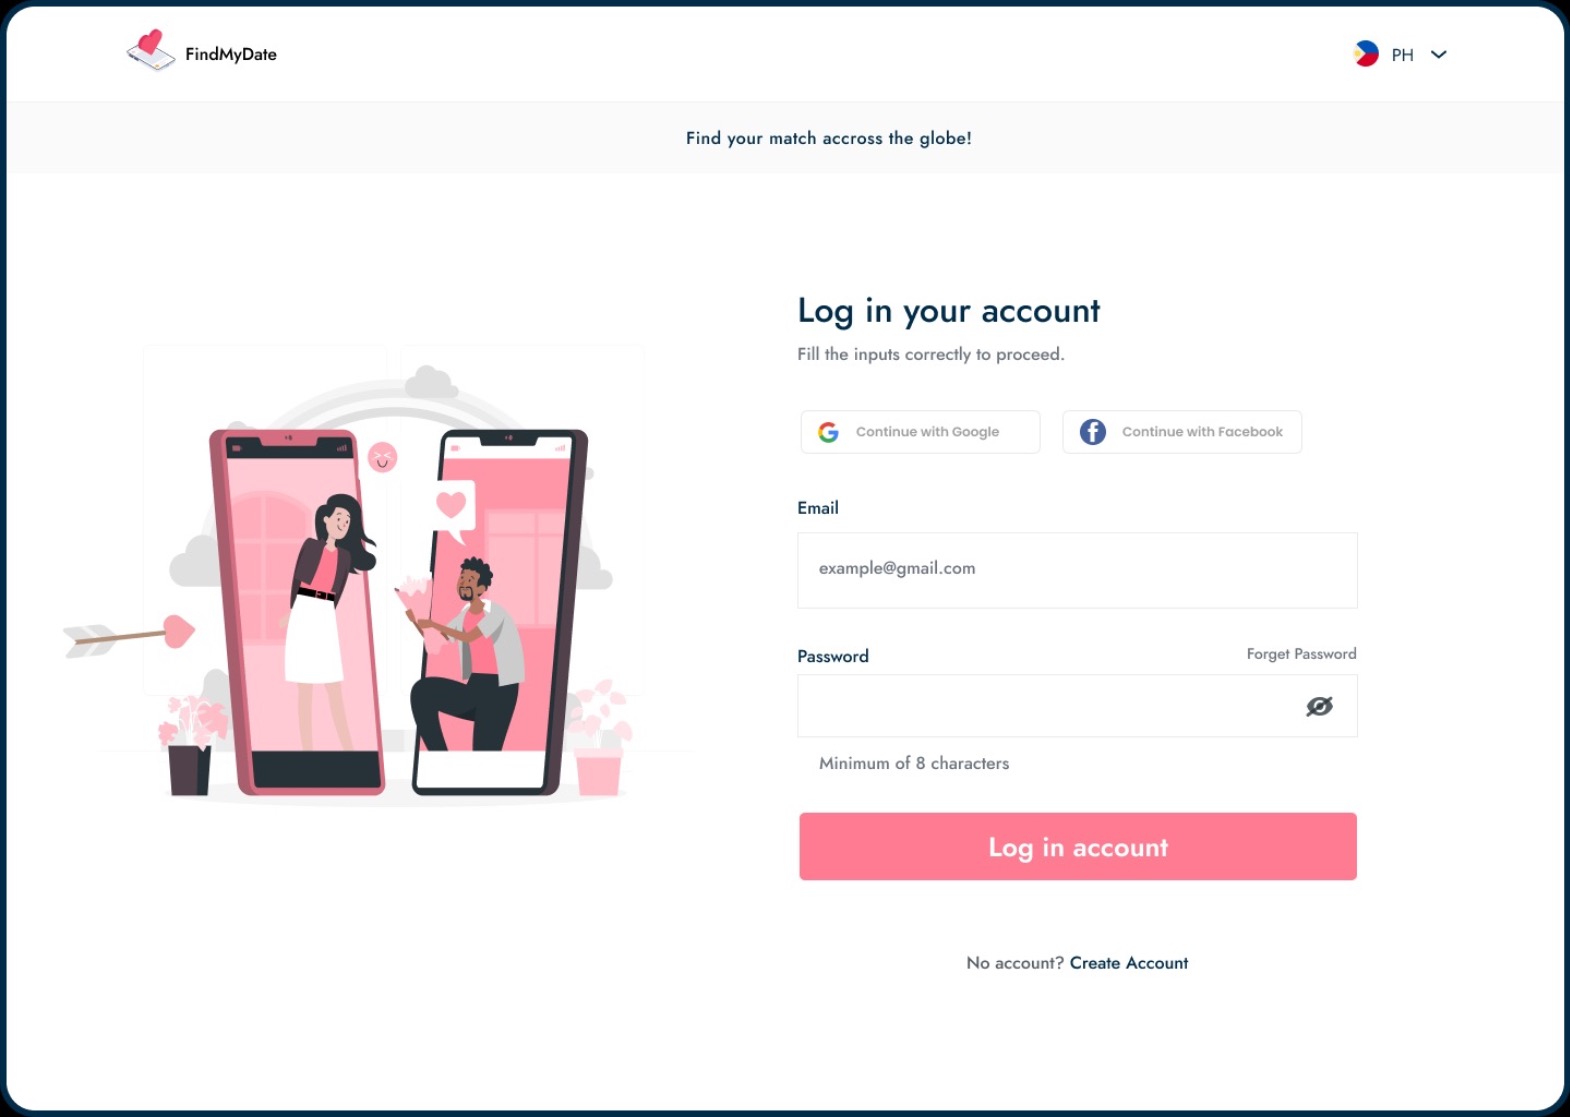 FindMyDate
PH
Find your match accross the globe!
Log in your account
Fill the inputs correctly to proceed.
Continue with Google
Continue with Facebook
Email
example@gmail.com
Password
Forget Password
Minimum of 8 characters
Log in account
No account? Create Account